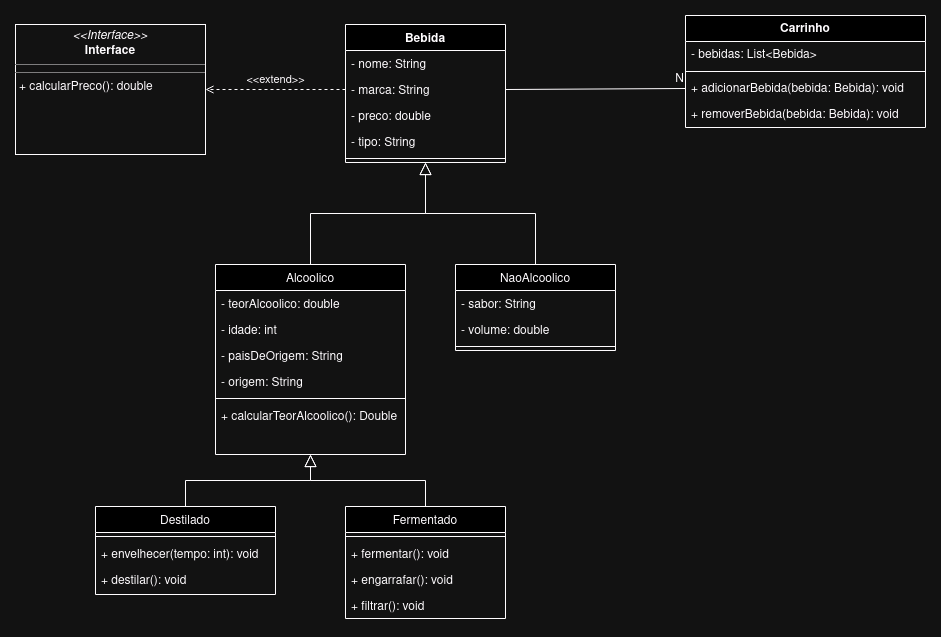 <<Interface>>
Interface
+ calcularPreco(): double
<<extend>>
Bebida
- nome: String
- marca: String
- preco: double
- tipo: String
N
Carrinho
- bebidas: List<Bebida>
+ adicionarBebida(bebida: Bebida): void
+ removerBebida(bebida: Bebida): void
Alcoolico
- teorAlcoolico: double
- idade: int
- paisDeOrigem: String
- origem: String
+ calcularTeorAlcoolico(): Double
NaoAlcoolico
- sabor: String
- volume: double
Destilado
+ envelhecer(tempo: int): void
+ destilar(): void
Fermentado
+ fermentar(): void
+ engarrafar(): void
+ filtrar(): void